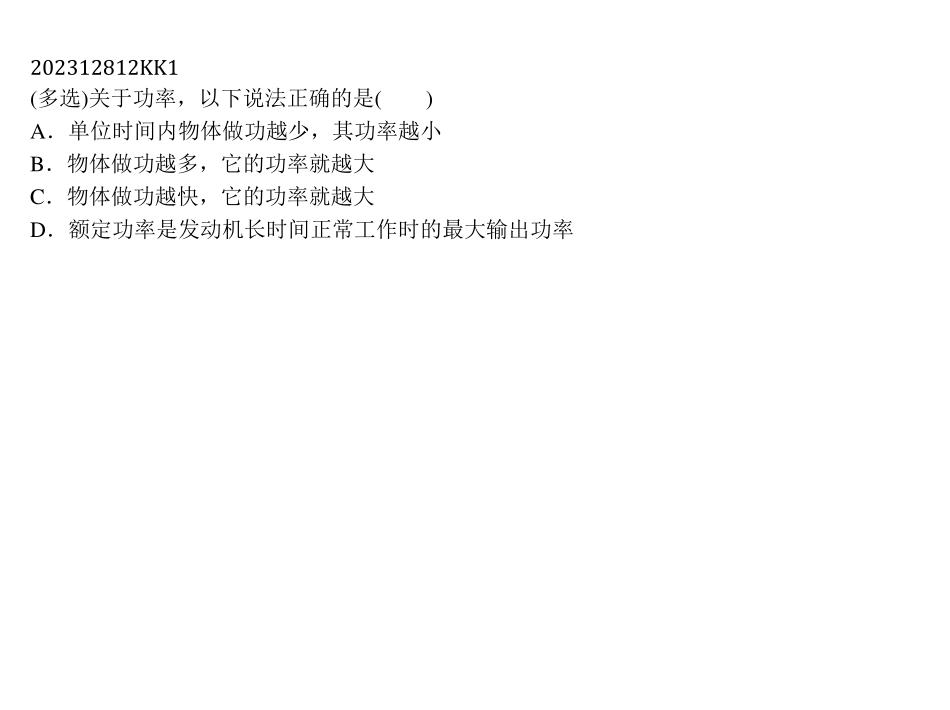 202312812KK1
(多选)关于功率，以下说法正确的是(　　)
A．单位时间内物体做功越少，其功率越小
B．物体做功越多，它的功率就越大
C．物体做功越快，它的功率就越大
D．额定功率是发动机长时间正常工作时的最大输出功率